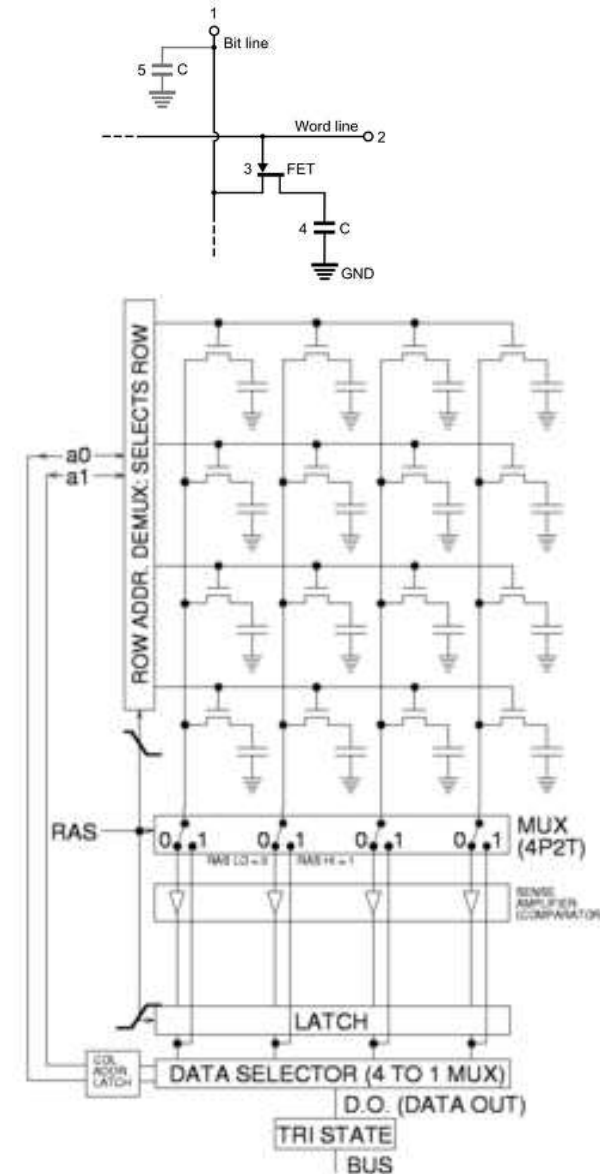 1
Bit line
5 C
Word line
2
3 FET
4 C
GND
ROW ADDR. DEMUX: SELECTS ROW
a0
a1
RAS
0 1 0 1 0 1 0 1
MUX
(4P2T)
RAS LO = 0 RAS HI = 1
SENSE
AMPLIFIER
(COMPARATOR
LATCH
COL
ADDR
LATCH
DATA SELECTOR (4 TO 1 MUX)
D.O. (DATA OUT)
TRI STATE
BUS